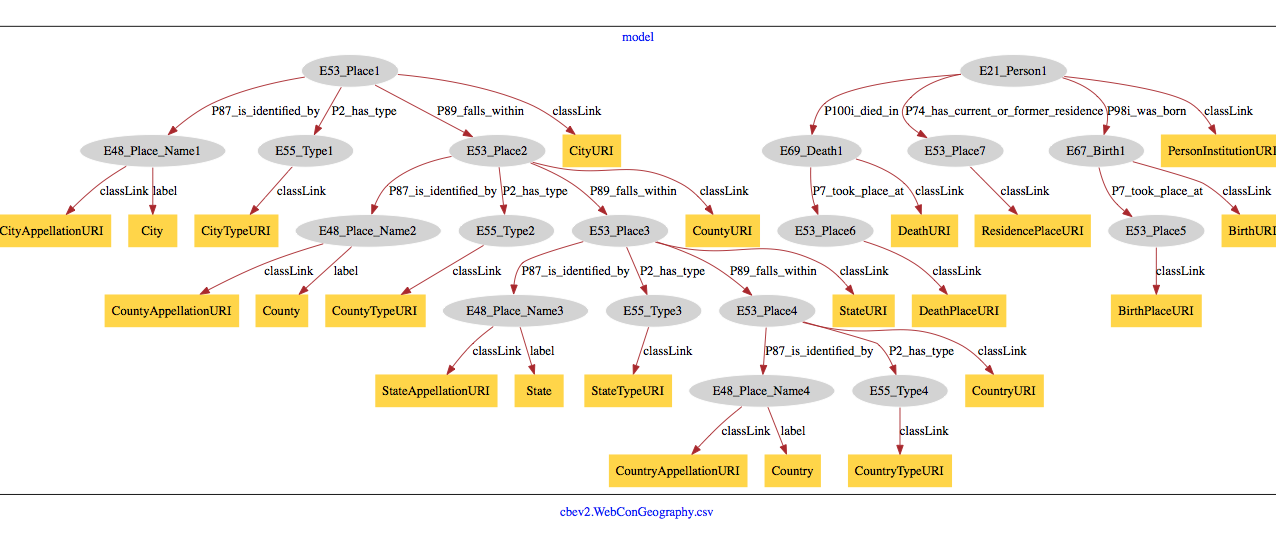 model
E53_Place1 E21_Person1
P87_is_identified_by P2_has_type P89_falls_within classLink P100i_died_in P74_has_current_or_former_residence P98i_was_born classLink
E48_Place_Name1 E55_Type1 E53_Place2 CityURI E69_Death1 E53_Place7 E67_Birth1 PersonInstitutionURI
classLink label classLink P87_is_identified_by P2_has_type P89_falls_within classLink P7_took_place_at classLink classLink P7_took_place_at classLink
CityAppellationURI City CityTypeURI E48_Place_Name2 E55_Type2 E53_Place3 CountyURI E53_Place6 DeathURI ResidencePlaceURI E53_Place5 BirthURI
classLink label classLink P87_is_identified_by P2_has_type P89_falls_within classLink classLink classLink
CountyAppellationURI County CountyTypeURI E48_Place_Name3 E55_Type3 E53_Place4 StateURI DeathPlaceURI BirthPlaceURI
classLink label classLink P87_is_identified_by P2_has_type classLink
StateAppellationURI State StateTypeURI E48_Place_Name4 E55_Type4 CountryURI
classLink label classLink
CountryAppellationURI Country CountryTypeURI
cbev2.WebConGeography.csv